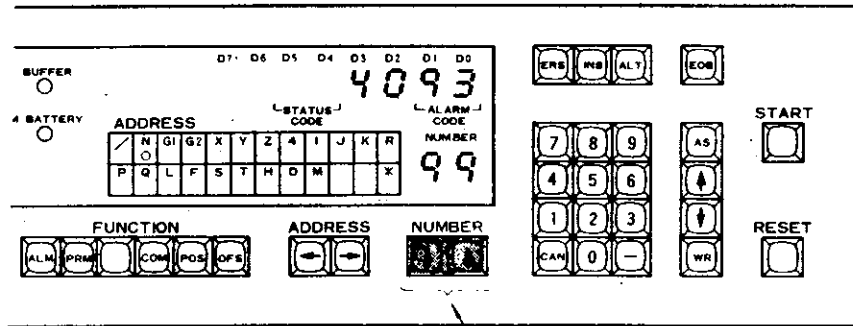 D7 D6 D5 D4 D3 D2 D1 D0
ERS INS ALT EOB
BUFFER
4093
STATUS CODE
ALARM CODE
4 BATTERY
ADDRESS
NUMBER
START
/ N G1 G2 X Y Z 4 I J K R
99
7 8 9 AS
P Q L F S T H D M *
4 5 6
FUNCTION ADDRESS NUMBER
1 2 3
RESET
ALM PRM COM POS OFS
CAN 0 - WR